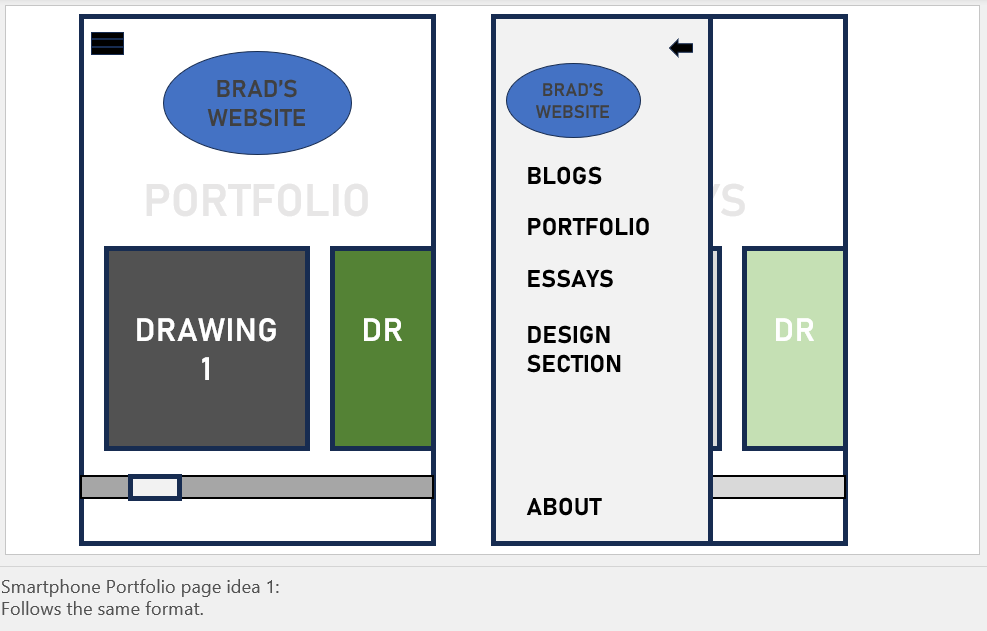 BRAD'S
WEBSITE
PORTFOLIO
DRAWING
1
DR
BRAD'S
WEBSITE
BLOGS
PORTFOLIO
ESSAYS
DESIGN
SECTION
ABOUT
YS
DR
Smartphone Portfolio page idea 1:
Follows the same format.